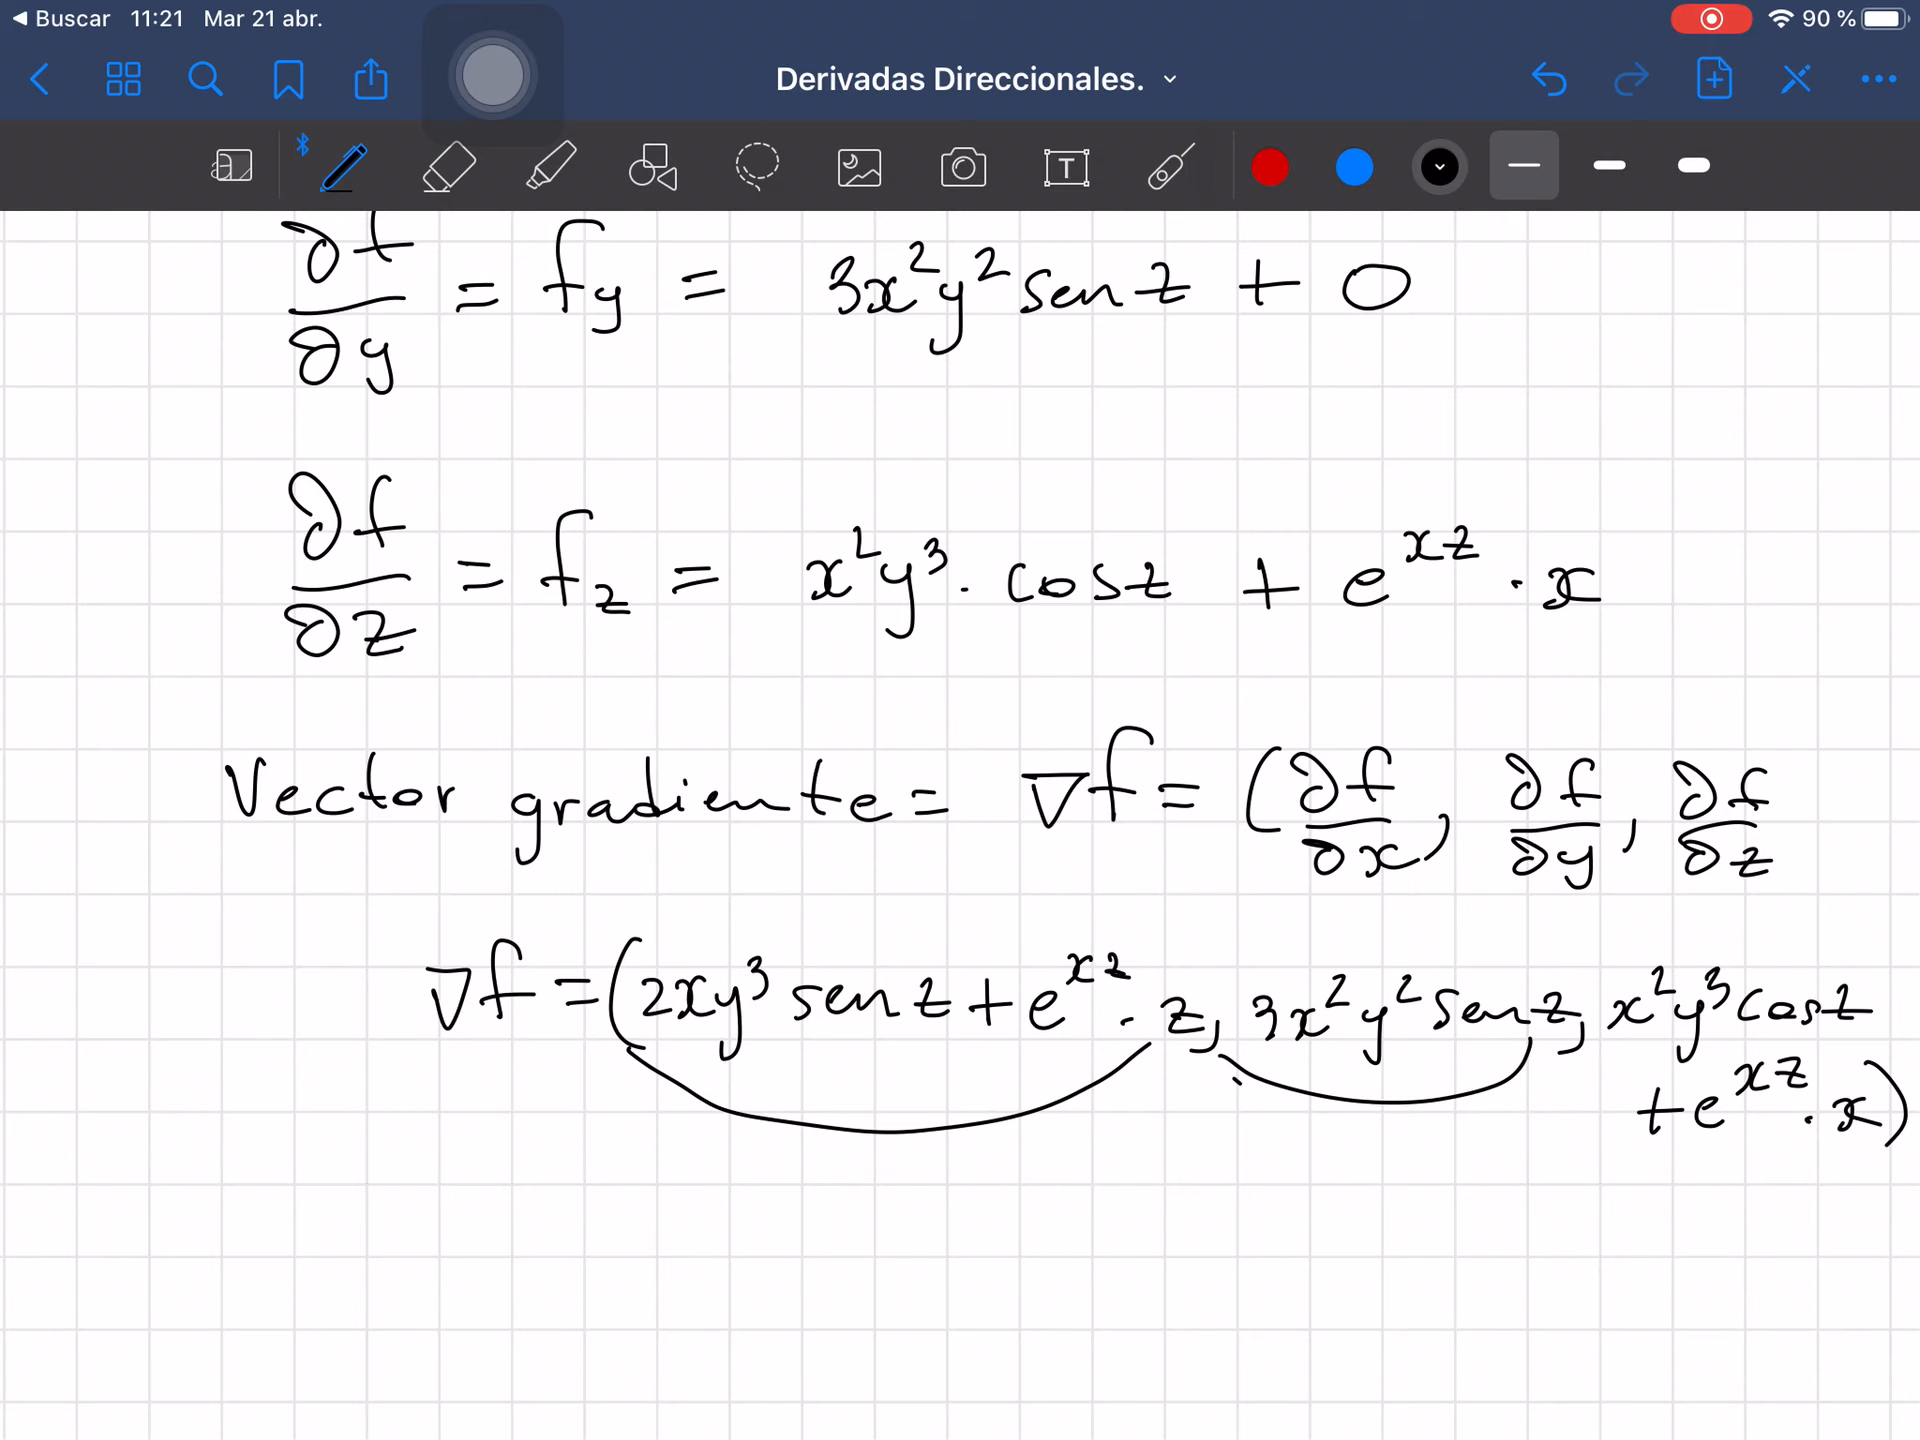 Buscar 11:21 Mar 21 abr. 90 %
Derivadas Direccionales.
T
∂f/∂y = fy = 3x²y² sen z + 0
∂f/∂z = fz = x²y³ · cos z + e^xz · x
Vector gradiente = ∇f = (∂f/∂x, ∂f/∂y, ∂f/∂z
∇f = (2xy³ sen z + e^xz · z, 3x²y² sen z, x²y³ cos z
+ e^xz · x)